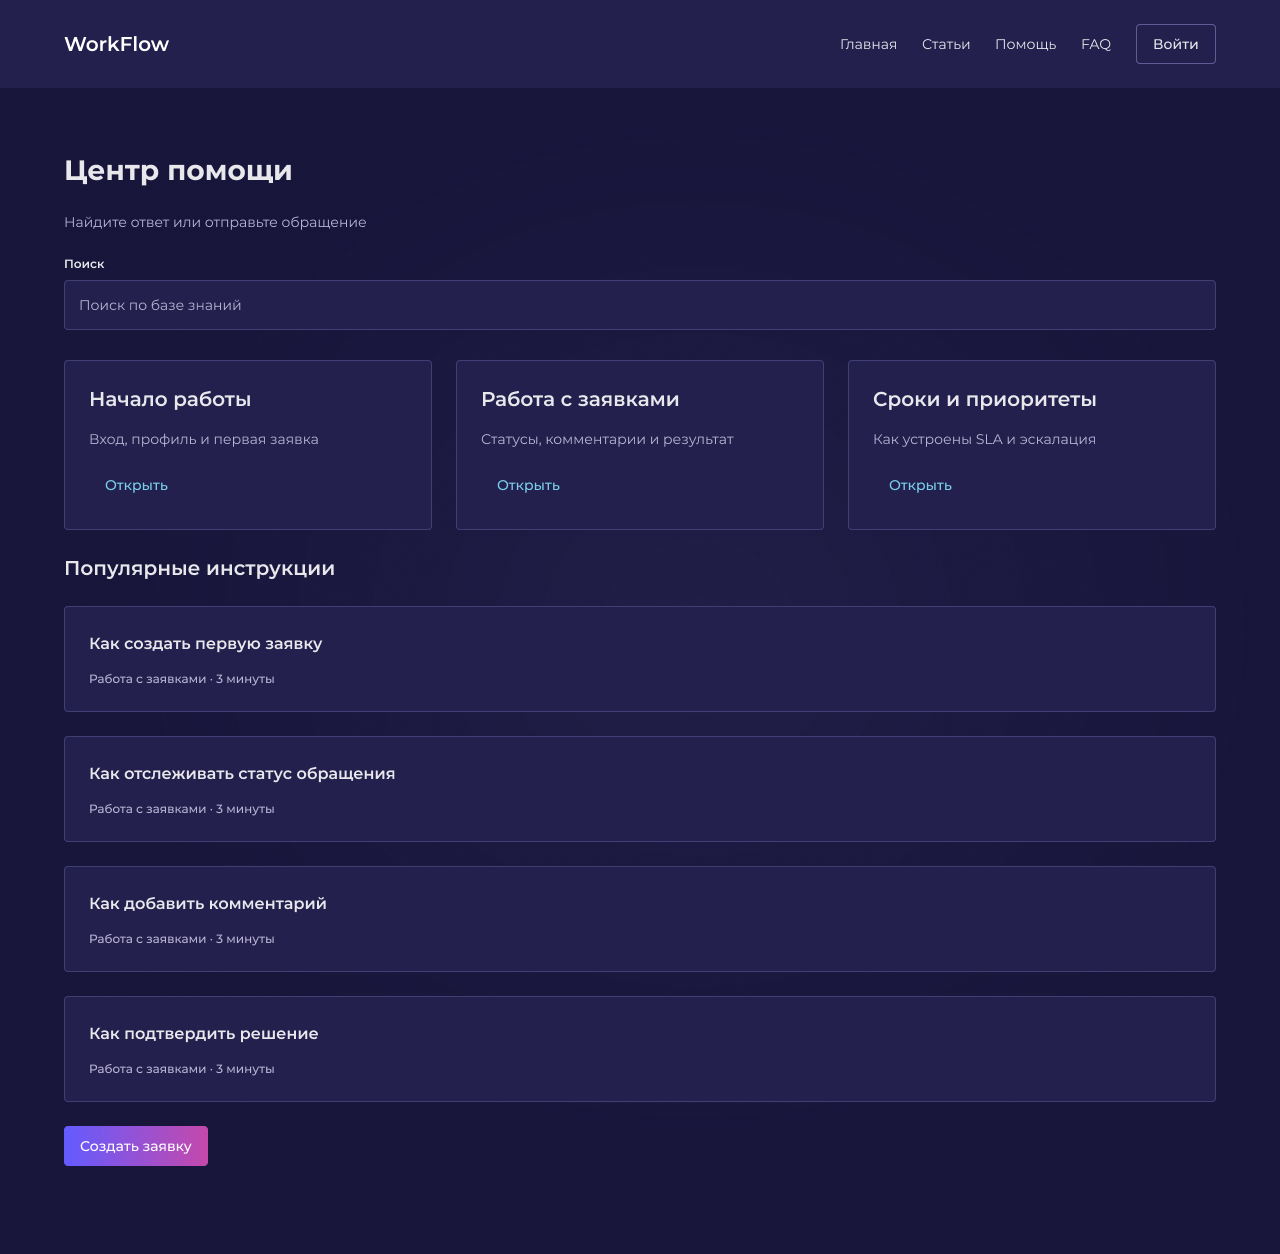 WorkFlow
Главная Статьи Помощь FAQ Войти
Центр помощи
Найдите ответ или отправьте обращение
Поиск
Поиск по базе знаний
Начало работы
Вход, профиль и первая заявка
Открыть
Работа с заявками
Статусы, комментарии и результат
Открыть
Сроки и приоритеты
Как устроены SLA и эскалация
Открыть
Популярные инструкции
Как создать первую заявку
Работа с заявками · 3 минуты
Как отслеживать статус обращения
Работа с заявками · 3 минуты
Как добавить комментарий
Работа с заявками · 3 минуты
Как подтвердить решение
Работа с заявками · 3 минуты
Создать заявку